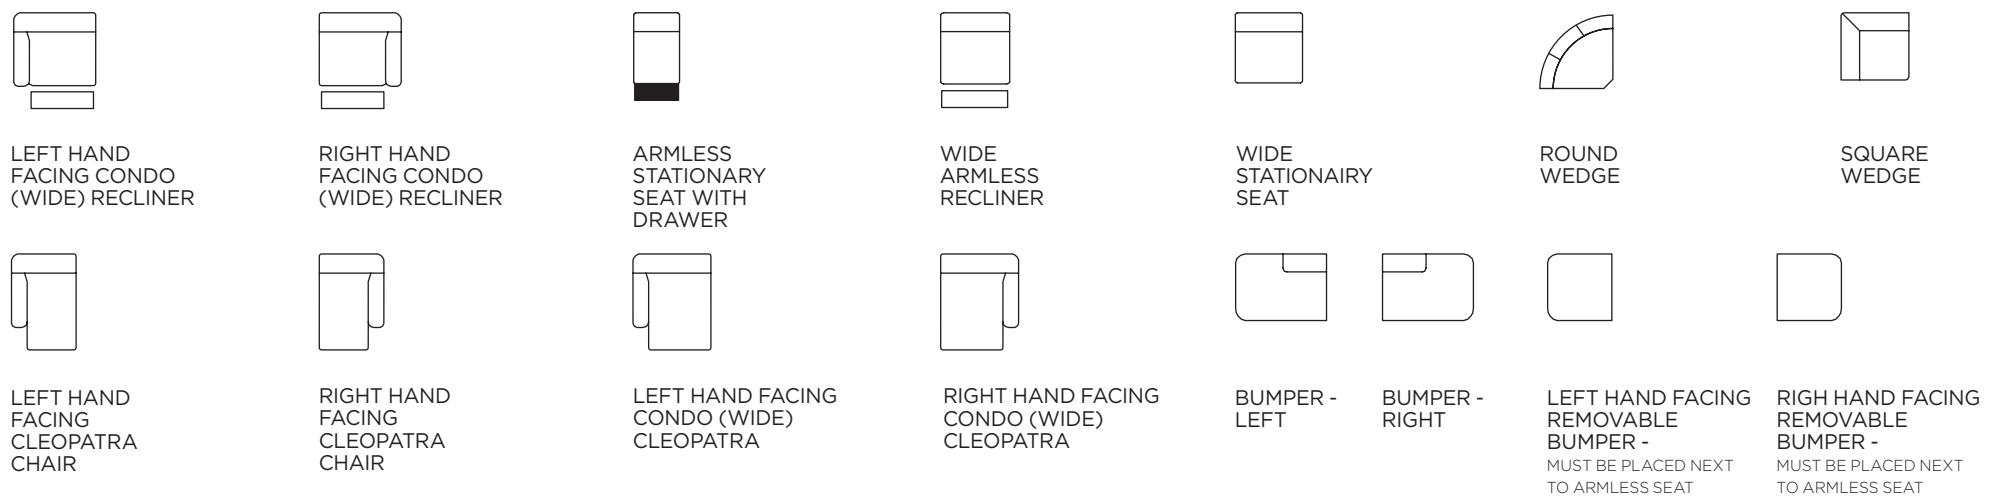 LEFT HAND
FACING CONDO
(WIDE) RECLINER
RIGHT HAND
FACING CONDO
(WIDE) RECLINER
ARMLESS
STATIONARY
SEAT WITH
DRAWER
WIDE
ARMLESS
RECLINER
WIDE
STATIONAIRY
SEAT
ROUND
WEDGE
SQUARE
WEDGE
LEFT HAND
FACING
CLEOPATRA
CHAIR
RIGHT HAND
FACING
CLEOPATRA
CHAIR
LEFT HAND FACING
CONDO (WIDE)
CLEOPATRA
RIGHT HAND FACING
CONDO (WIDE)
CLEOPATRA
BUMPER -
LEFT
BUMPER -
RIGHT
LEFT HAND FACING
REMOVABLE
BUMPER -
MUST BE PLACED NEXT
TO ARMLESS SEAT
RIGH HAND FACING
REMOVABLE
BUMPER -
MUST BE PLACED NEXT
TO ARMLESS SEAT